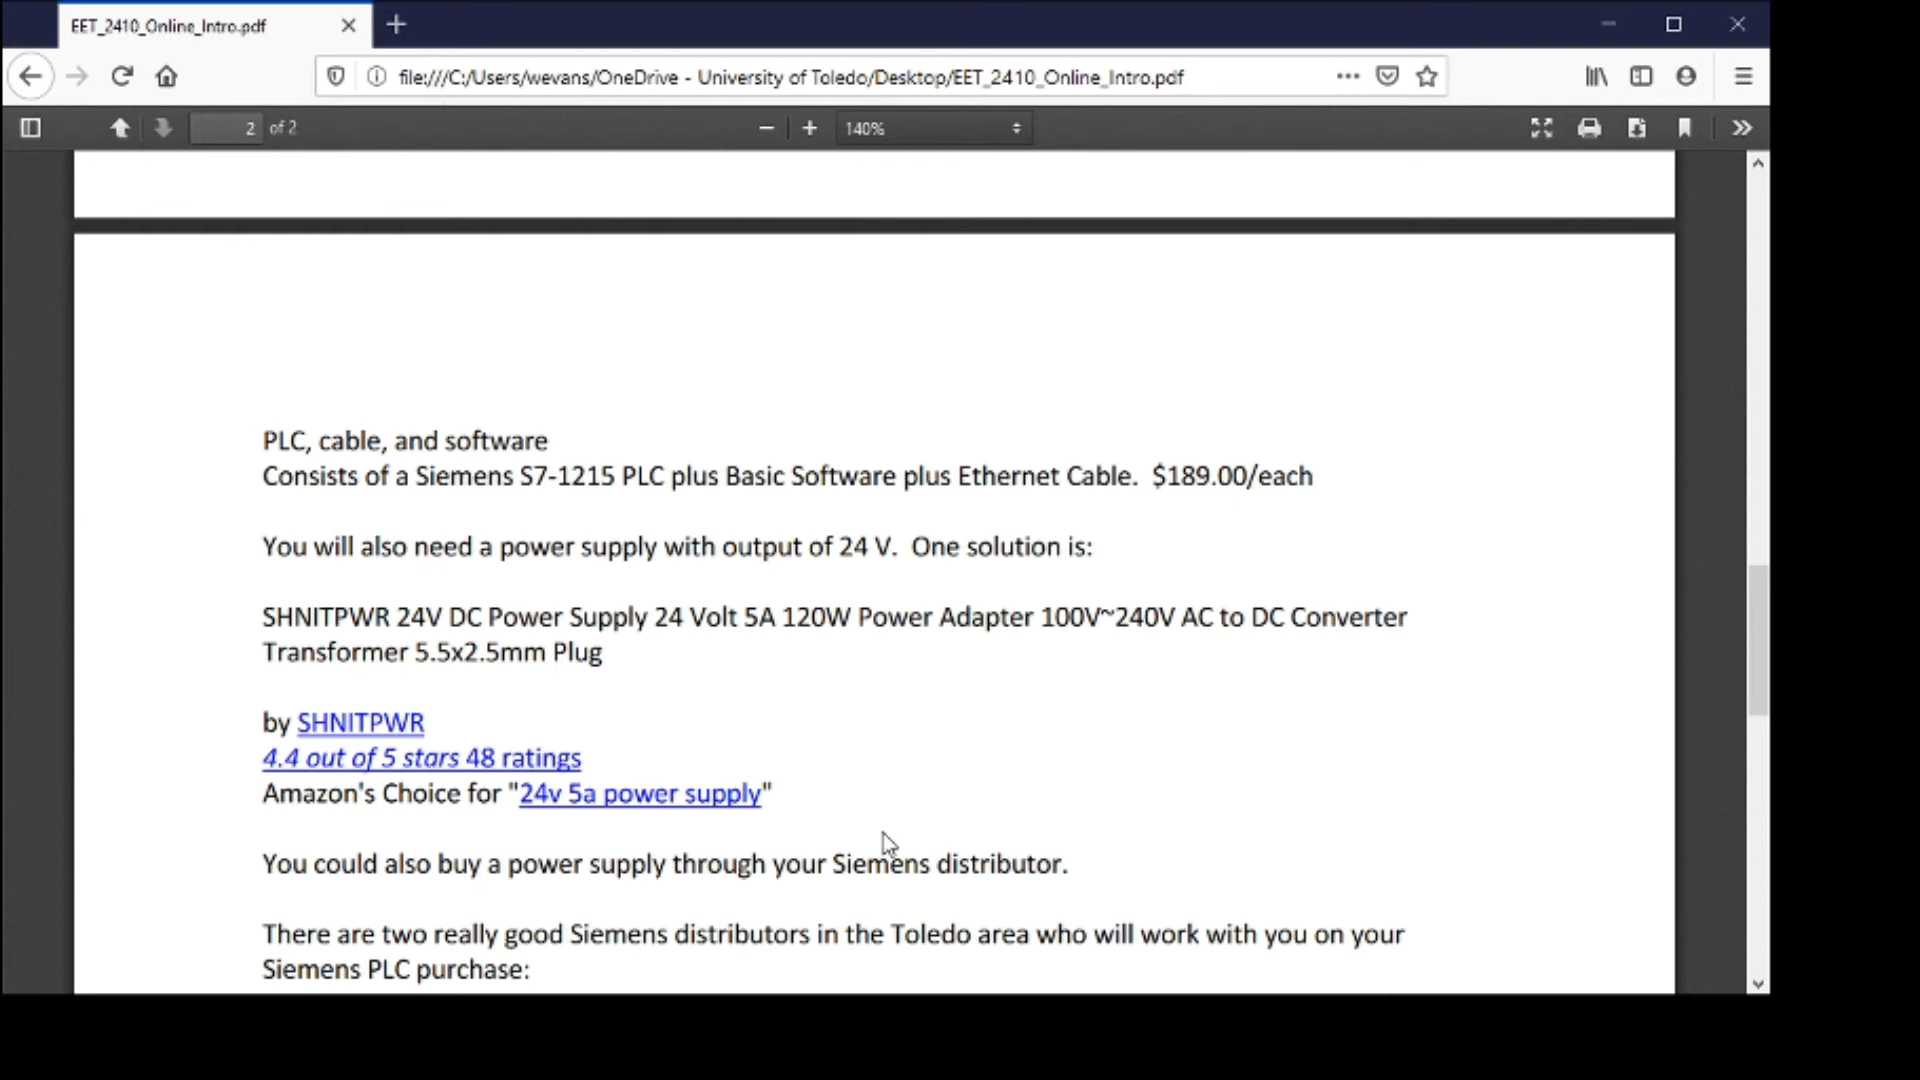 EET_2410_Online_Intro.pdf
file:///C:/Users/wevans/OneDrive - University of Toledo/Desktop/EET_2410_Online_Intro.pdf
2 of 2
140%
PLC, cable, and software
Consists of a Siemens S7-1215 PLC plus Basic Software plus Ethernet Cable.  $189.00/each
You will also need a power supply with output of 24 V.  One solution is:
SHNITPWR 24V DC Power Supply 24 Volt 5A 120W Power Adapter 100V~240V AC to DC Converter
Transformer 5.5x2.5mm Plug
by SHNITPWR
4.4 out of 5 stars 48 ratings
Amazon's Choice for "24v 5a power supply"
You could also buy a power supply through your Siemens distributor.
There are two really good Siemens distributors in the Toledo area who will work with you on your
Siemens PLC purchase: